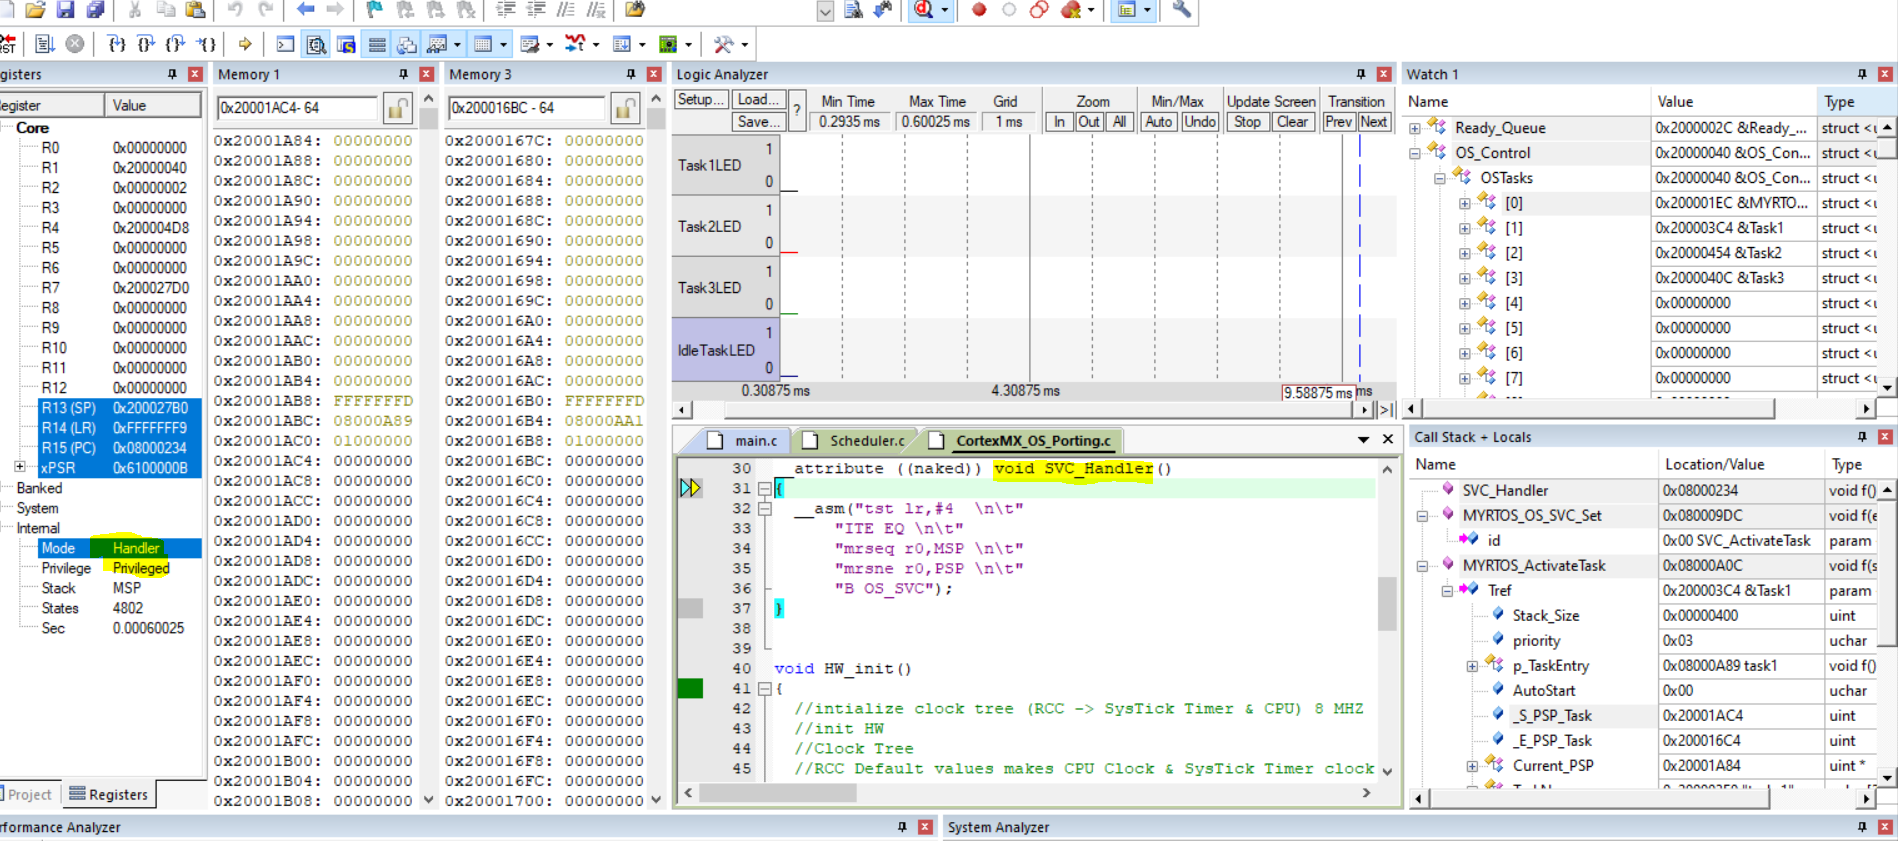 gisters
Memory 1
Memory 3
Logic Analyzer
Watch 1
egister Value
0x20001AC4- 64
0x200016BC - 64
Setup... Load... Save... ?
Min Time Max Time Grid Zoom Min/Max Update Screen Transition
0.2935 ms 0.60025 ms 1 ms In Out All Auto Undo Stop Clear Prev Next
Core
R0 0x00000000
R1 0x20000040
R2 0x00000002
R3 0x00000000
R4 0x200004D8
R5 0x00000000
R6 0x00000000
R7 0x200027D0
R8 0x00000000
R9 0x00000000
R10 0x00000000
R11 0x00000000
R12 0x00000000
R13 (SP) 0x200027B0
R14 (LR) 0xFFFFFFF9
R15 (PC) 0x08000234
xPSR 0x6100000B
Banked
System
Internal
Mode Handler
Privilege Privileged
Stack MSP
States 4802
Sec 0.00060025
Project Registers
0x20001A84: 00000000
0x20001A88: 00000000
0x20001A8C: 00000000
0x20001A90: 00000000
0x20001A94: 00000000
0x20001A98: 00000000
0x20001A9C: 00000000
0x20001AA0: 00000000
0x20001AA4: 00000000
0x20001AA8: 00000000
0x20001AAC: 00000000
0x20001AB0: 00000000
0x20001AB4: 00000000
0x20001AB8: FFFFFFFD
0x20001ABC: 08000A89
0x20001AC0: 01000000
0x20001AC4: 00000000
0x20001AC8: 00000000
0x20001ACC: 00000000
0x20001AD0: 00000000
0x20001AD4: 00000000
0x20001AD8: 00000000
0x20001ADC: 00000000
0x20001AE0: 00000000
0x20001AE4: 00000000
0x20001AE8: 00000000
0x20001AEC: 00000000
0x20001AF0: 00000000
0x20001AF4: 00000000
0x20001AF8: 00000000
0x20001AFC: 00000000
0x20001B00: 00000000
0x20001B04: 00000000
0x20001B08: 00000000
0x2000167C: 00000000
0x20001680: 00000000
0x20001684: 00000000
0x20001688: 00000000
0x2000168C: 00000000
0x20001690: 00000000
0x20001694: 00000000
0x20001698: 00000000
0x2000169C: 00000000
0x200016A0: 00000000
0x200016A4: 00000000
0x200016A8: 00000000
0x200016AC: 00000000
0x200016B0: FFFFFFFD
0x200016B4: 08000AA1
0x200016B8: 01000000
0x200016BC: 00000000
0x200016C0: 00000000
0x200016C4: 00000000
0x200016C8: 00000000
0x200016CC: 00000000
0x200016D0: 00000000
0x200016D4: 00000000
0x200016D8: 00000000
0x200016DC: 00000000
0x200016E0: 00000000
0x200016E4: 00000000
0x200016E8: 00000000
0x200016EC: 00000000
0x200016F0: 00000000
0x200016F4: 00000000
0x200016F8: 00000000
0x200016FC: 00000000
0x20001700: 00000000
Task1LED 1 0
Task2LED 1 0
Task3LED 1 0
IdleTaskLED 1 0
0.30875 ms 4.30875 ms 9.58875 ms ms
main.c Scheduler.c CortexMX_OS_Porting.c
30 __attribute ((naked)) void SVC_Handler()
31 {
32 __asm("tst lr,#4 \n\t"
33 "ITE EQ \n\t"
34 "mrseq r0,MSP \n\t"
35 "mrsne r0,PSP \n\t"
36 "B OS_SVC");
37 }
38
39
40 void HW_init()
41 {
42 //intialize clock tree (RCC -> SysTick Timer & CPU) 8 MHZ
43 //init HW
44 //Clock Tree
45 //RCC Default values makes CPU Clock & SysTick Timer clock
Name Value Type
Ready_Queue 0x2000002C &Ready_... struct <u
OS_Control 0x20000040 &OS_Con... struct <u
OSTasks 0x20000040 &OS_Con... struct <u
[0] 0x200001EC &MYRTO... struct <u
[1] 0x200003C4 &Task1 struct <u
[2] 0x20000454 &Task2 struct <u
[3] 0x2000040C &Task3 struct <u
[4] 0x00000000 struct <u
[5] 0x00000000 struct <u
[6] 0x00000000 struct <u
[7] 0x00000000 struct <u
Call Stack + Locals
Name Location/Value Type
SVC_Handler 0x08000234 void f()
MYRTOS_OS_SVC_Set 0x080009DC void f(e
id 0x00 SVC_ActivateTask param
MYRTOS_ActivateTask 0x08000A0C void f(s
Tref 0x200003C4 &Task1 param
Stack_Size 0x00000400 uint
priority 0x03 uchar
p_TaskEntry 0x08000A89 task1 void f()
AutoStart 0x00 uchar
_S_PSP_Task 0x20001AC4 uint
_E_PSP_Task 0x200016C4 uint
Current_PSP 0x20001A84 uint *
rformance Analyzer
System Analyzer